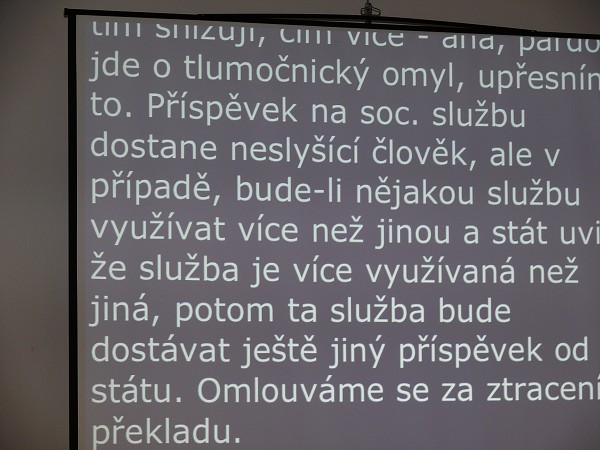 tím snižují, čím více - aha, pardo
jde o tlumočnický omyl, upřesním
to. Příspěvek na soc. službu
dostane neslyšící člověk, ale v
případě, bude-li nějakou službu
využívat více než jinou a stát uvi
že služba je více využívaná než
jiná, potom ta služba bude
dostávat ještě jiný příspěvek od
státu. Omlouváme se za ztracení
překladu.